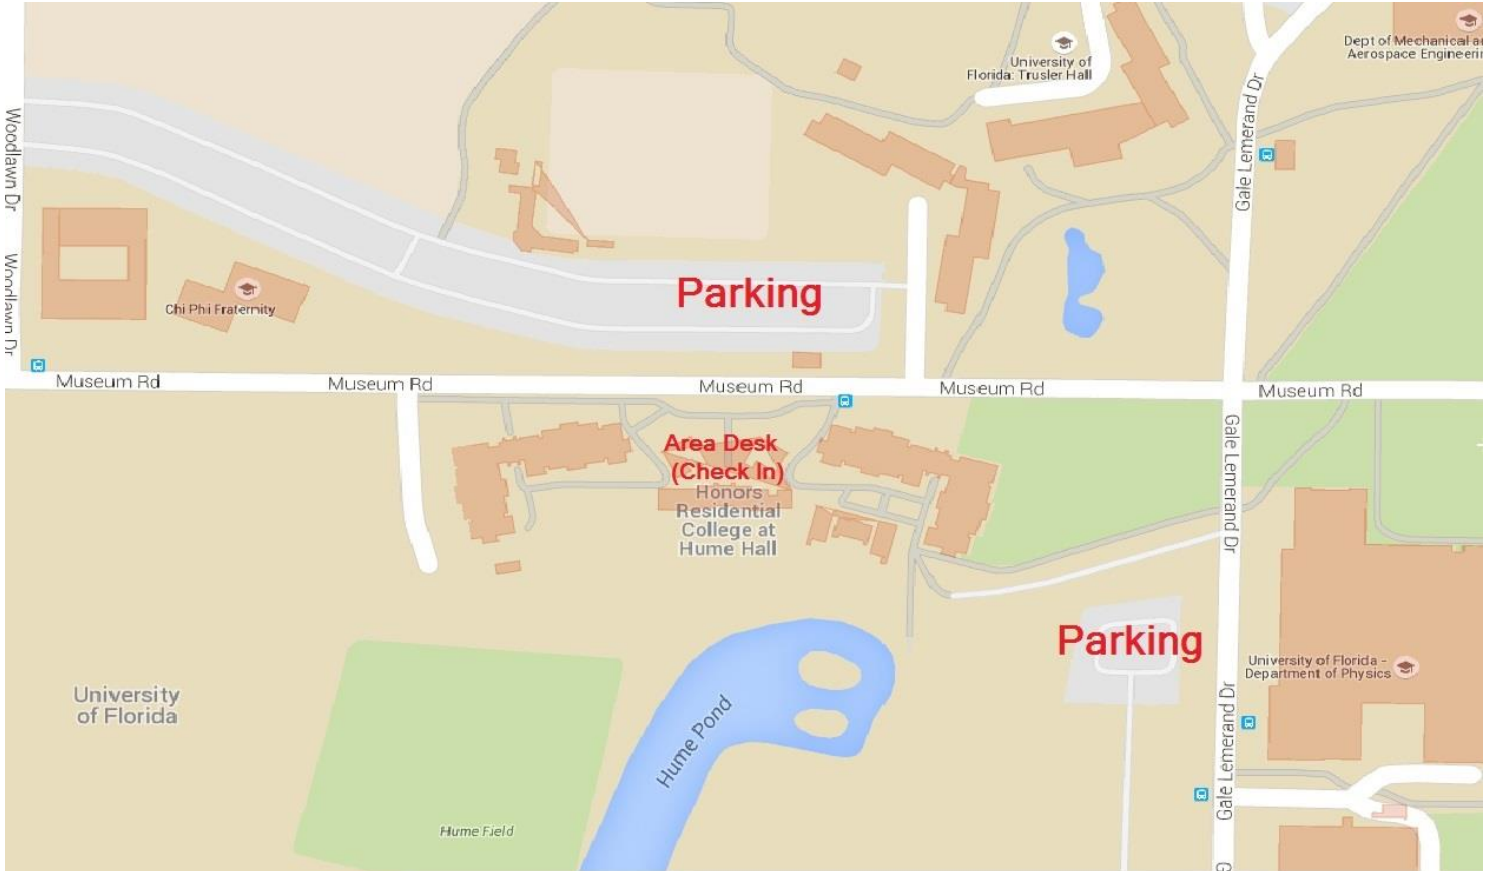 University of
Florida: Trusler Hall
Dept of Mechanical a
Aerospace Engineeri
Gale Lemerand Dr
Woodlawn Dr
Woodlawn Dr
Chi Phi Fraternity
Parking
Museum Rd
Museum Rd
Museum Rd
Museum Rd
Museum Rd
Area Desk
(Check In)
Honors
Residential
College at
Hume Hall
Gale Lemerand Dr
Parking
University of Florida -
Department of Physics
University
of Florida
Hume Pond
Gale Lemerand Dr
Hume Field
G